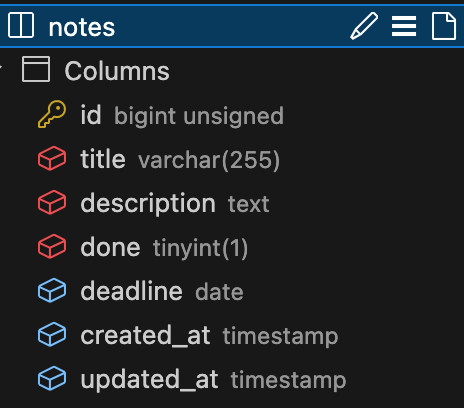 notes
Columns
id bigint unsigned
title varchar(255)
description text
done tinyint(1)
deadline date
created_at timestamp
updated_at timestamp